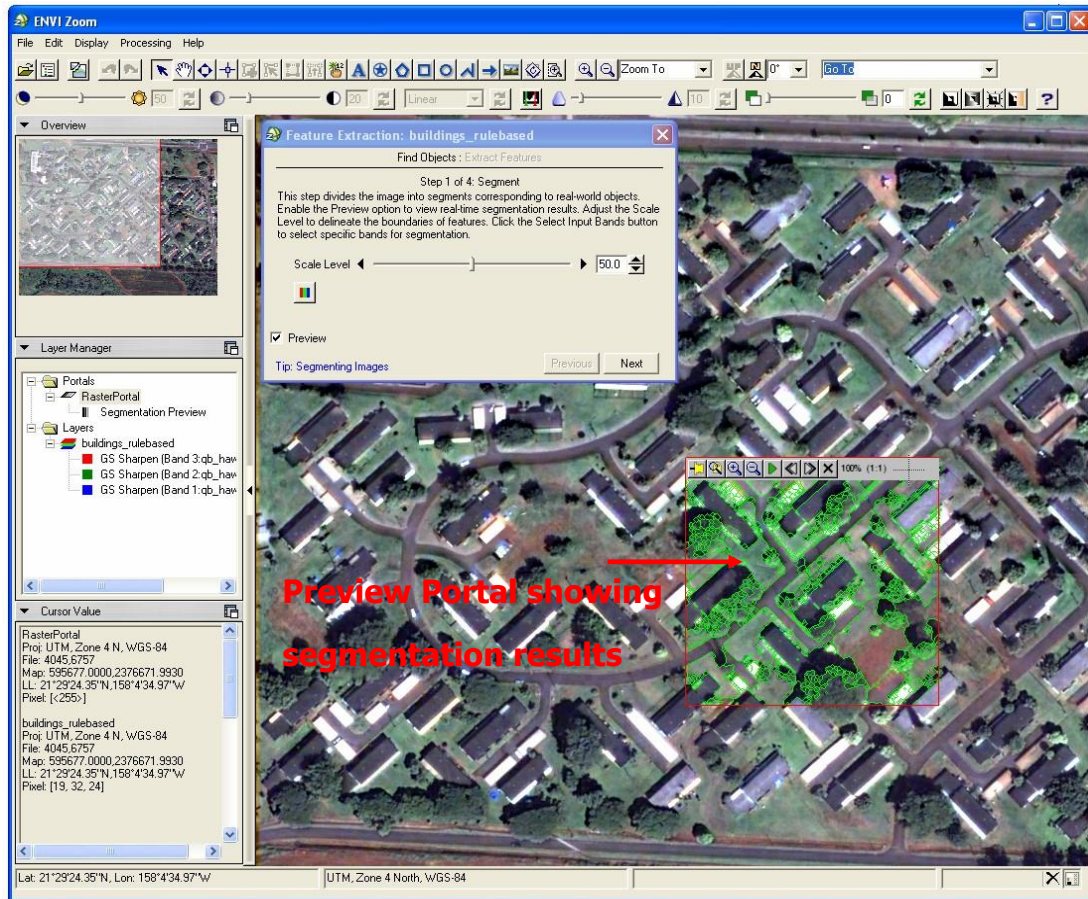 ENVI Zoom
File Edit Display Processing Help
Zoom To
0°
Go To
50
20
Linear
10
0
?
Overview
Feature Extraction: buildings_rulebased
Find Objects : Extract Features
Step 1 of 4: Segment
This step divides the image into segments corresponding to real-world objects.
Enable the Preview option to view real-time segmentation results. Adjust the Scale
Level to delineate the boundaries of features. Click the Select Input Bands button
to select specific bands for segmentation.
Scale Level 50.0
Preview
Tip: Segmenting Images
Previous Next
Layer Manager
Portals
RasterPortal
Segmentation Preview
Layers
buildings_rulebased
GS Sharpen (Band 3:qb_haw
GS Sharpen (Band 2:qb_haw
GS Sharpen (Band 1:qb_haw
100% (1:1)
Preview Portal showing
segmentation results
Cursor Value
RasterPortal
Proj: UTM, Zone 4 N, WGS-84
File: 4045,6757
Map: 595677.0000,2376671.9930
LL: 21°29'24.35"N,158°4'34.97"W
Pixel: [<255>]
buildings_rulebased
Proj: UTM, Zone 4 N, WGS-84
File: 4045,6757
Map: 595677.0000,2376671.9930
LL: 21°29'24.35"N,158°4'34.97"W
Pixel: [19, 32, 24]
Lat: 21°29'24.35"N, Lon: 158°4'34.97"W
UTM, Zone 4 North, WGS-84